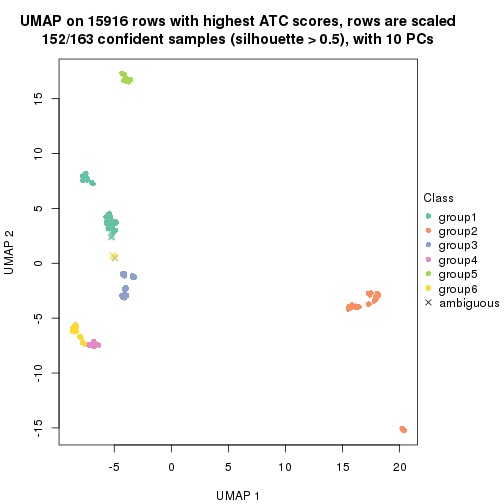 UMAP on 15916 rows with highest ATC scores, rows are scaled
152/163 confident samples (silhouette > 0.5), with 10 PCs
UMAP 2
15
10
5
0
-5
-10
-15
-5
0
5
10
15
20
UMAP 1
Class
group1
group2
group3
group4
group5
group6
ambiguous